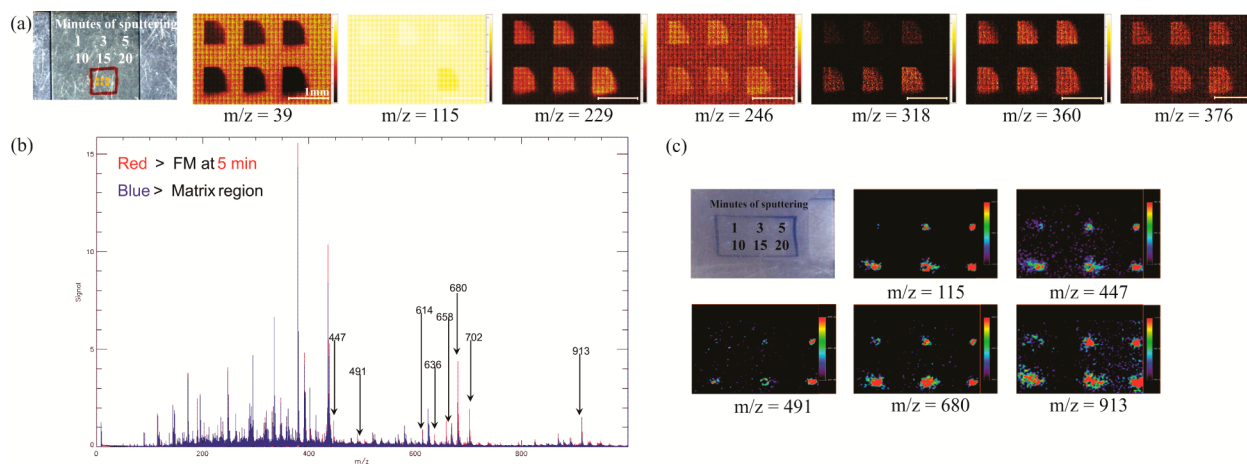 (a)
Minutes of sputtering
1 3 5
10 15 20
1mm
m/z = 39
m/z = 115
m/z = 229
m/z = 246
m/z = 318
m/z = 360
m/z = 376
(b)
Red > FM at 5 min
Blue > Matrix region
Signal
15
10
5
0
0
200
400
600
800
m/z
447
491
614
636
658
680
702
913
(c)
Minutes of sputtering
1 3 5
10 15 20
m/z = 115
m/z = 447
m/z = 491
m/z = 680
m/z = 913